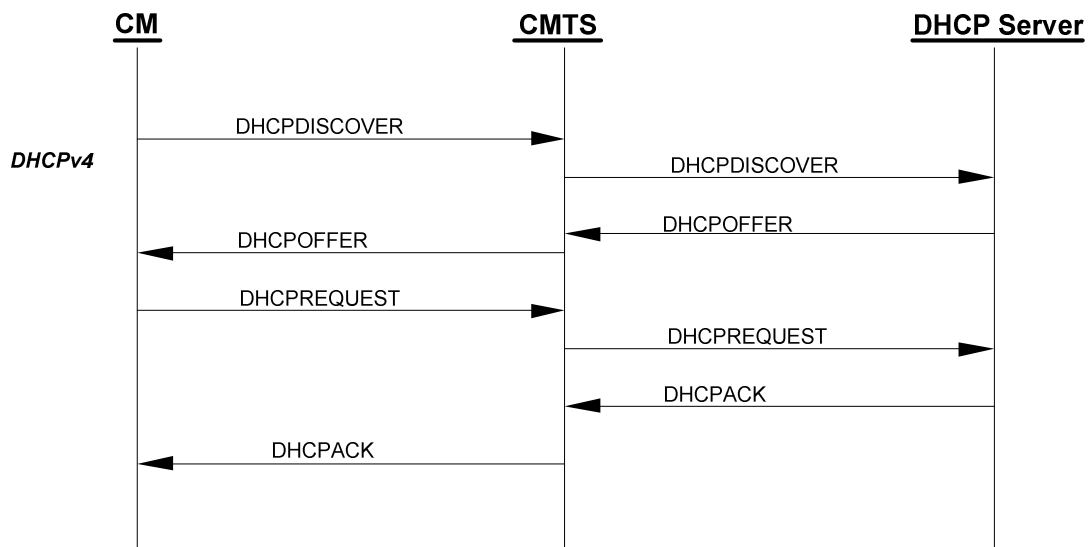 CM
CMTS
DHCP Server
DHCPDISCOVER
DHCPv4
DHCPDISCOVER
DHCPOFFER
DHCPOFFER
DHCPREQUEST
DHCPREQUEST
DHCPACK
DHCPACK